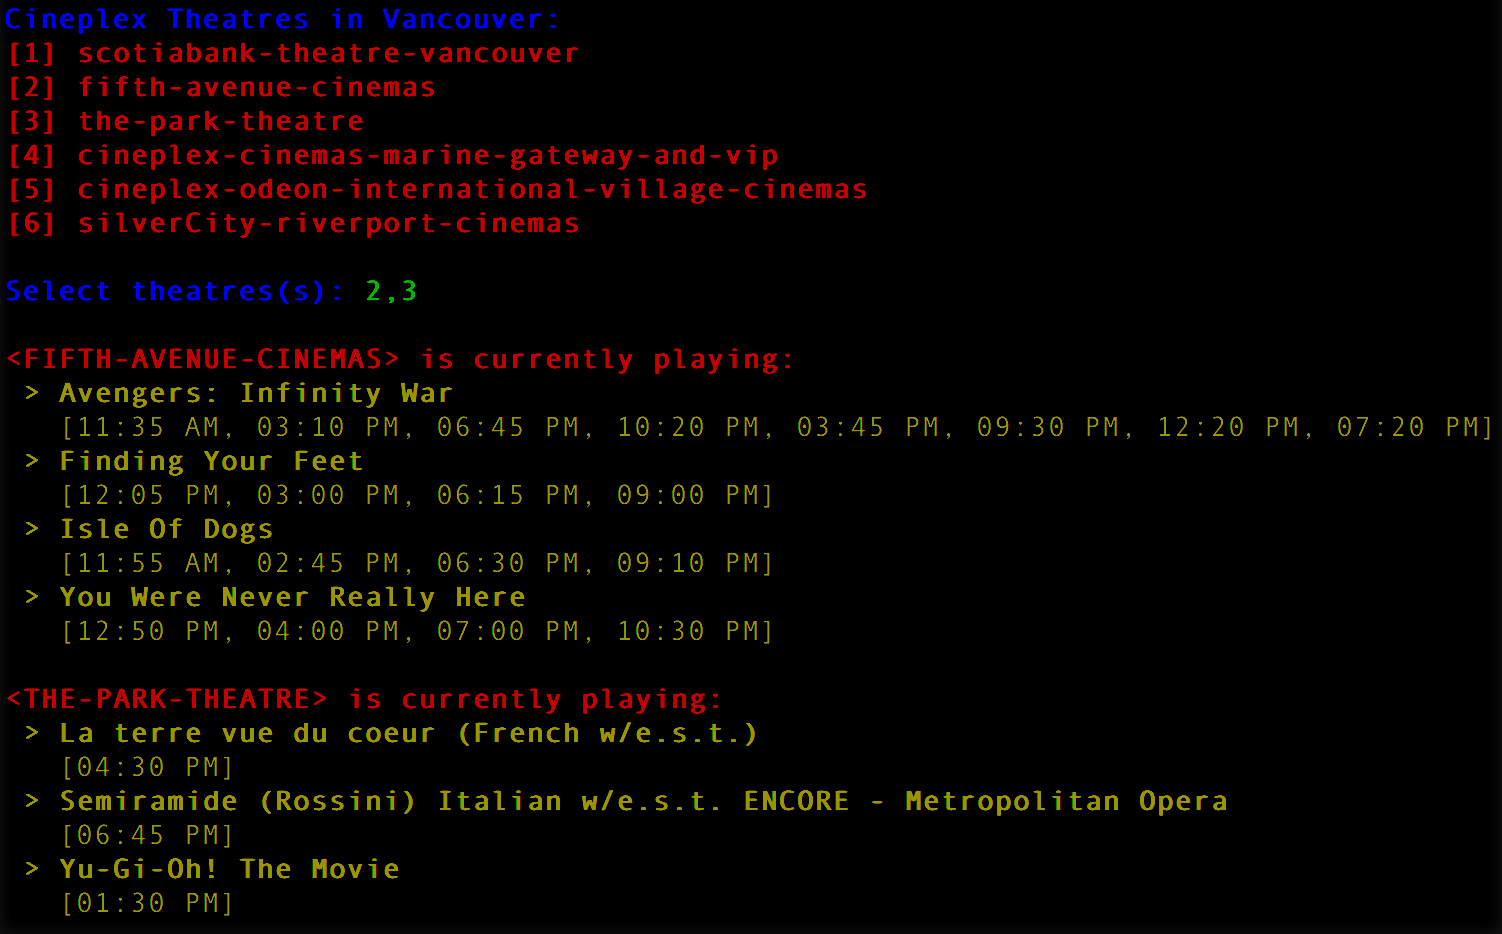 Cineplex Theatres in Vancouver:
[1] scotiabank-theatre-vancouver
[2] fifth-avenue-cinemas
[3] the-park-theatre
[4] cineplex-cinemas-marine-gateway-and-vip
[5] cineplex-odeon-international-village-cinemas
[6] silverCity-riverport-cinemas
Select theatres(s): 2,3
<FIFTH-AVENUE-CINEMAS> is currently playing:
> Avengers: Infinity War
[11:35 AM, 03:10 PM, 06:45 PM, 10:20 PM, 03:45 PM, 09:30 PM, 12:20 PM, 07:20 PM]
> Finding Your Feet
[12:05 PM, 03:00 PM, 06:15 PM, 09:00 PM]
> Isle Of Dogs
[11:55 AM, 02:45 PM, 06:30 PM, 09:10 PM]
> You Were Never Really Here
[12:50 PM, 04:00 PM, 07:00 PM, 10:30 PM]
<THE-PARK-THEATRE> is currently playing:
> La terre vue du coeur (French w/e.s.t.)
[04:30 PM]
> Semiramide (Rossini) Italian w/e.s.t. ENCORE - Metropolitan Opera
[06:45 PM]
> Yu-Gi-Oh! The Movie
[01:30 PM]